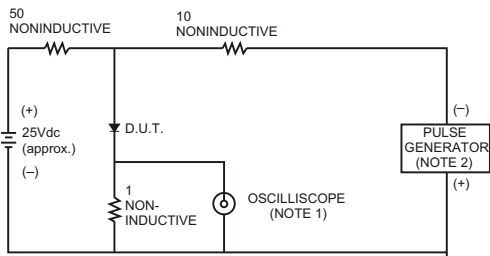 50
NONINDUCTIVE
10
NONINDUCTIVE
(+)
25Vdc
(approx.)
(–)
D.U.T.
1
NON-
INDUCTIVE
OSCILLISCOPE
(NOTE 1)
(–)
PULSE
GENERATOR
(NOTE 2)
(+)